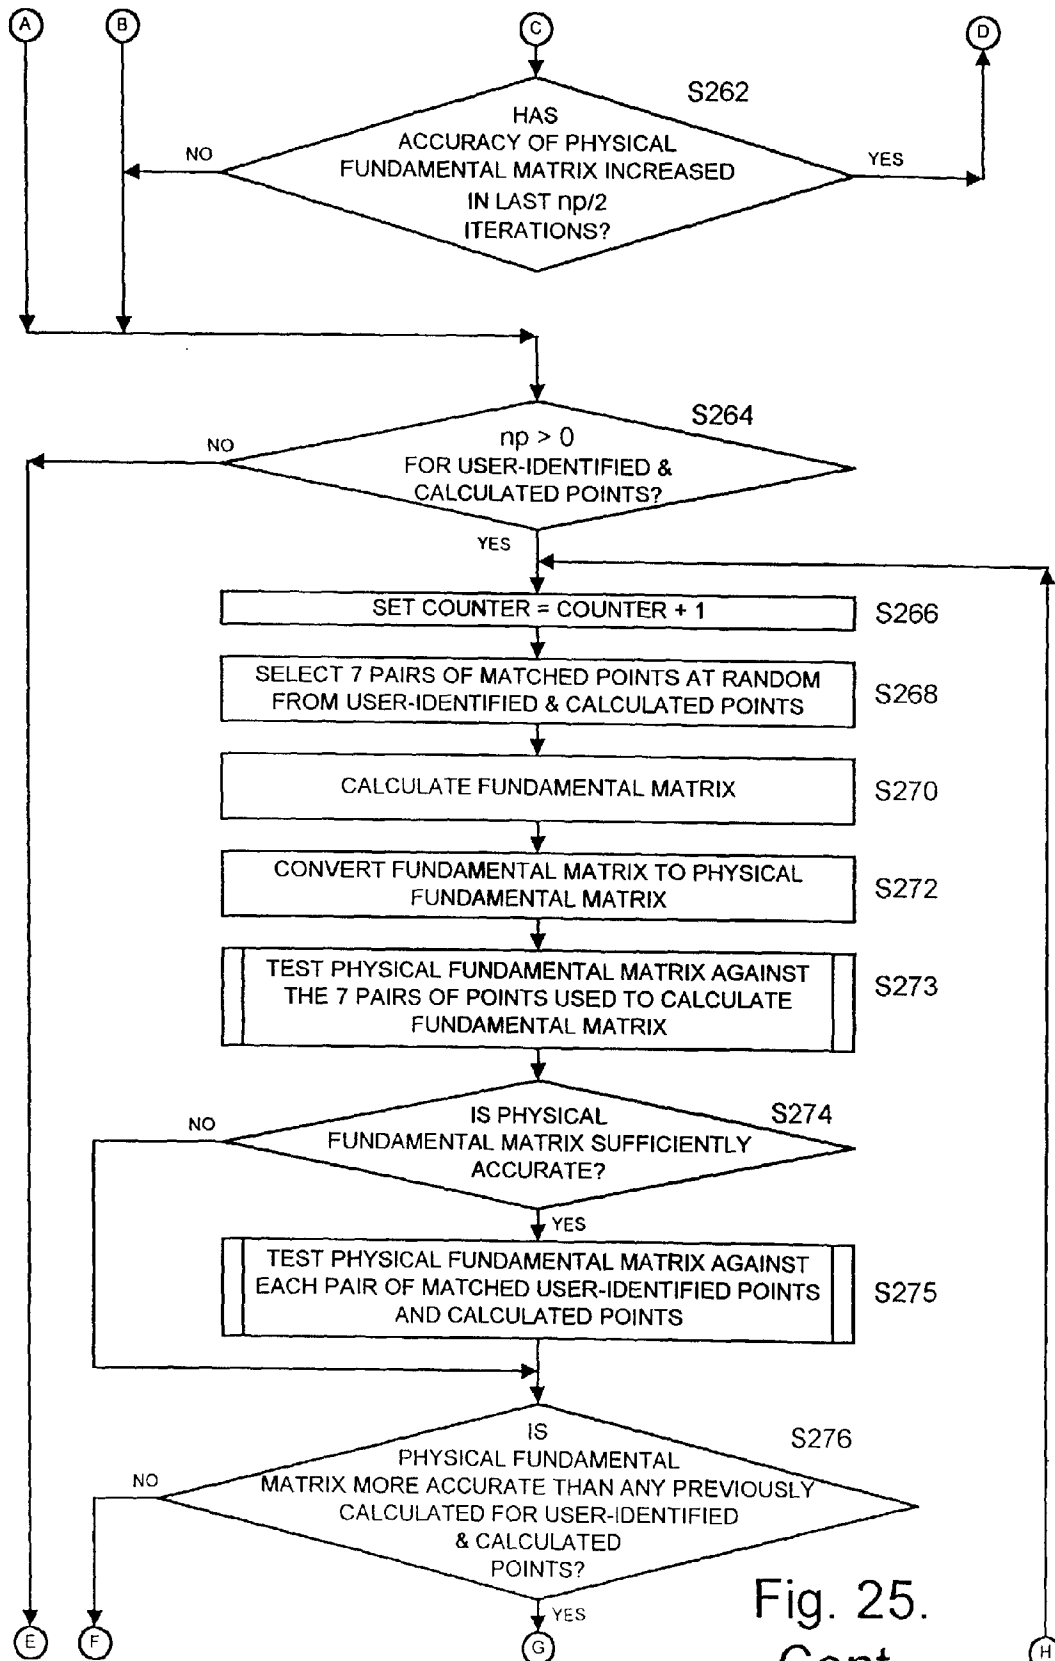 A
B
C
D
S262
HAS
ACCURACY OF PHYSICAL
FUNDAMENTAL MATRIX INCREASED
IN LAST np/2
ITERATIONS?
NO
YES
S264
np > 0
FOR USER-IDENTIFIED &
CALCULATED POINTS?
NO
YES
SET COUNTER = COUNTER + 1
S266
SELECT 7 PAIRS OF MATCHED POINTS AT RANDOM
FROM USER-IDENTIFIED & CALCULATED POINTS
S268
CALCULATE FUNDAMENTAL MATRIX
S270
CONVERT FUNDAMENTAL MATRIX TO PHYSICAL
FUNDAMENTAL MATRIX
S272
TEST PHYSICAL FUNDAMENTAL MATRIX AGAINST
THE 7 PAIRS OF POINTS USED TO CALCULATE
FUNDAMENTAL MATRIX
S273
S274
IS PHYSICAL
FUNDAMENTAL MATRIX SUFFICIENTLY
ACCURATE?
NO
YES
TEST PHYSICAL FUNDAMENTAL MATRIX AGAINST
EACH PAIR OF MATCHED USER-IDENTIFIED POINTS
AND CALCULATED POINTS
S275
S276
IS
PHYSICAL FUNDAMENTAL
MATRIX MORE ACCURATE THAN ANY PREVIOUSLY
CALCULATED FOR USER-IDENTIFIED
& CALCULATED
POINTS?
NO
YES
Fig. 25.
Cont
E
F
G
H